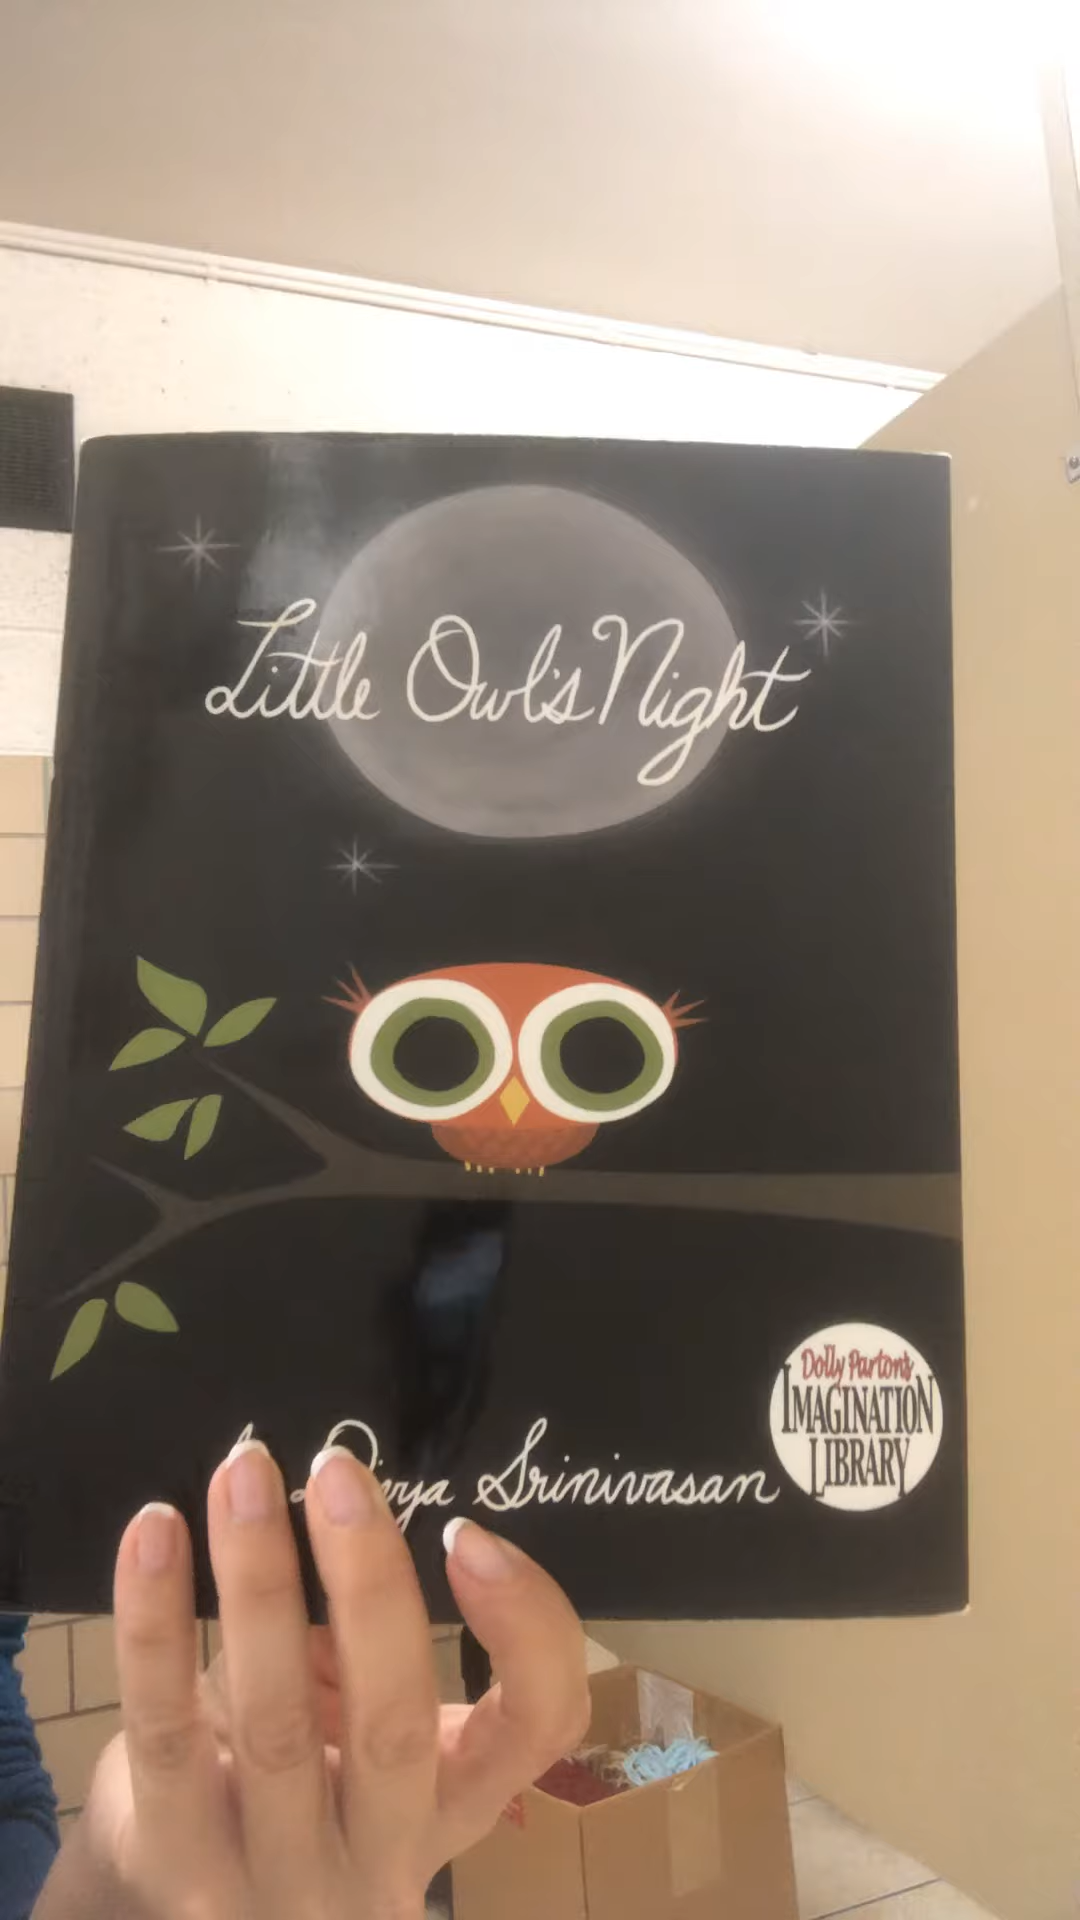 Little Owl's Night
Divya Srinivasan
Dolly Parton's
IMAGINATION
LIBRARY